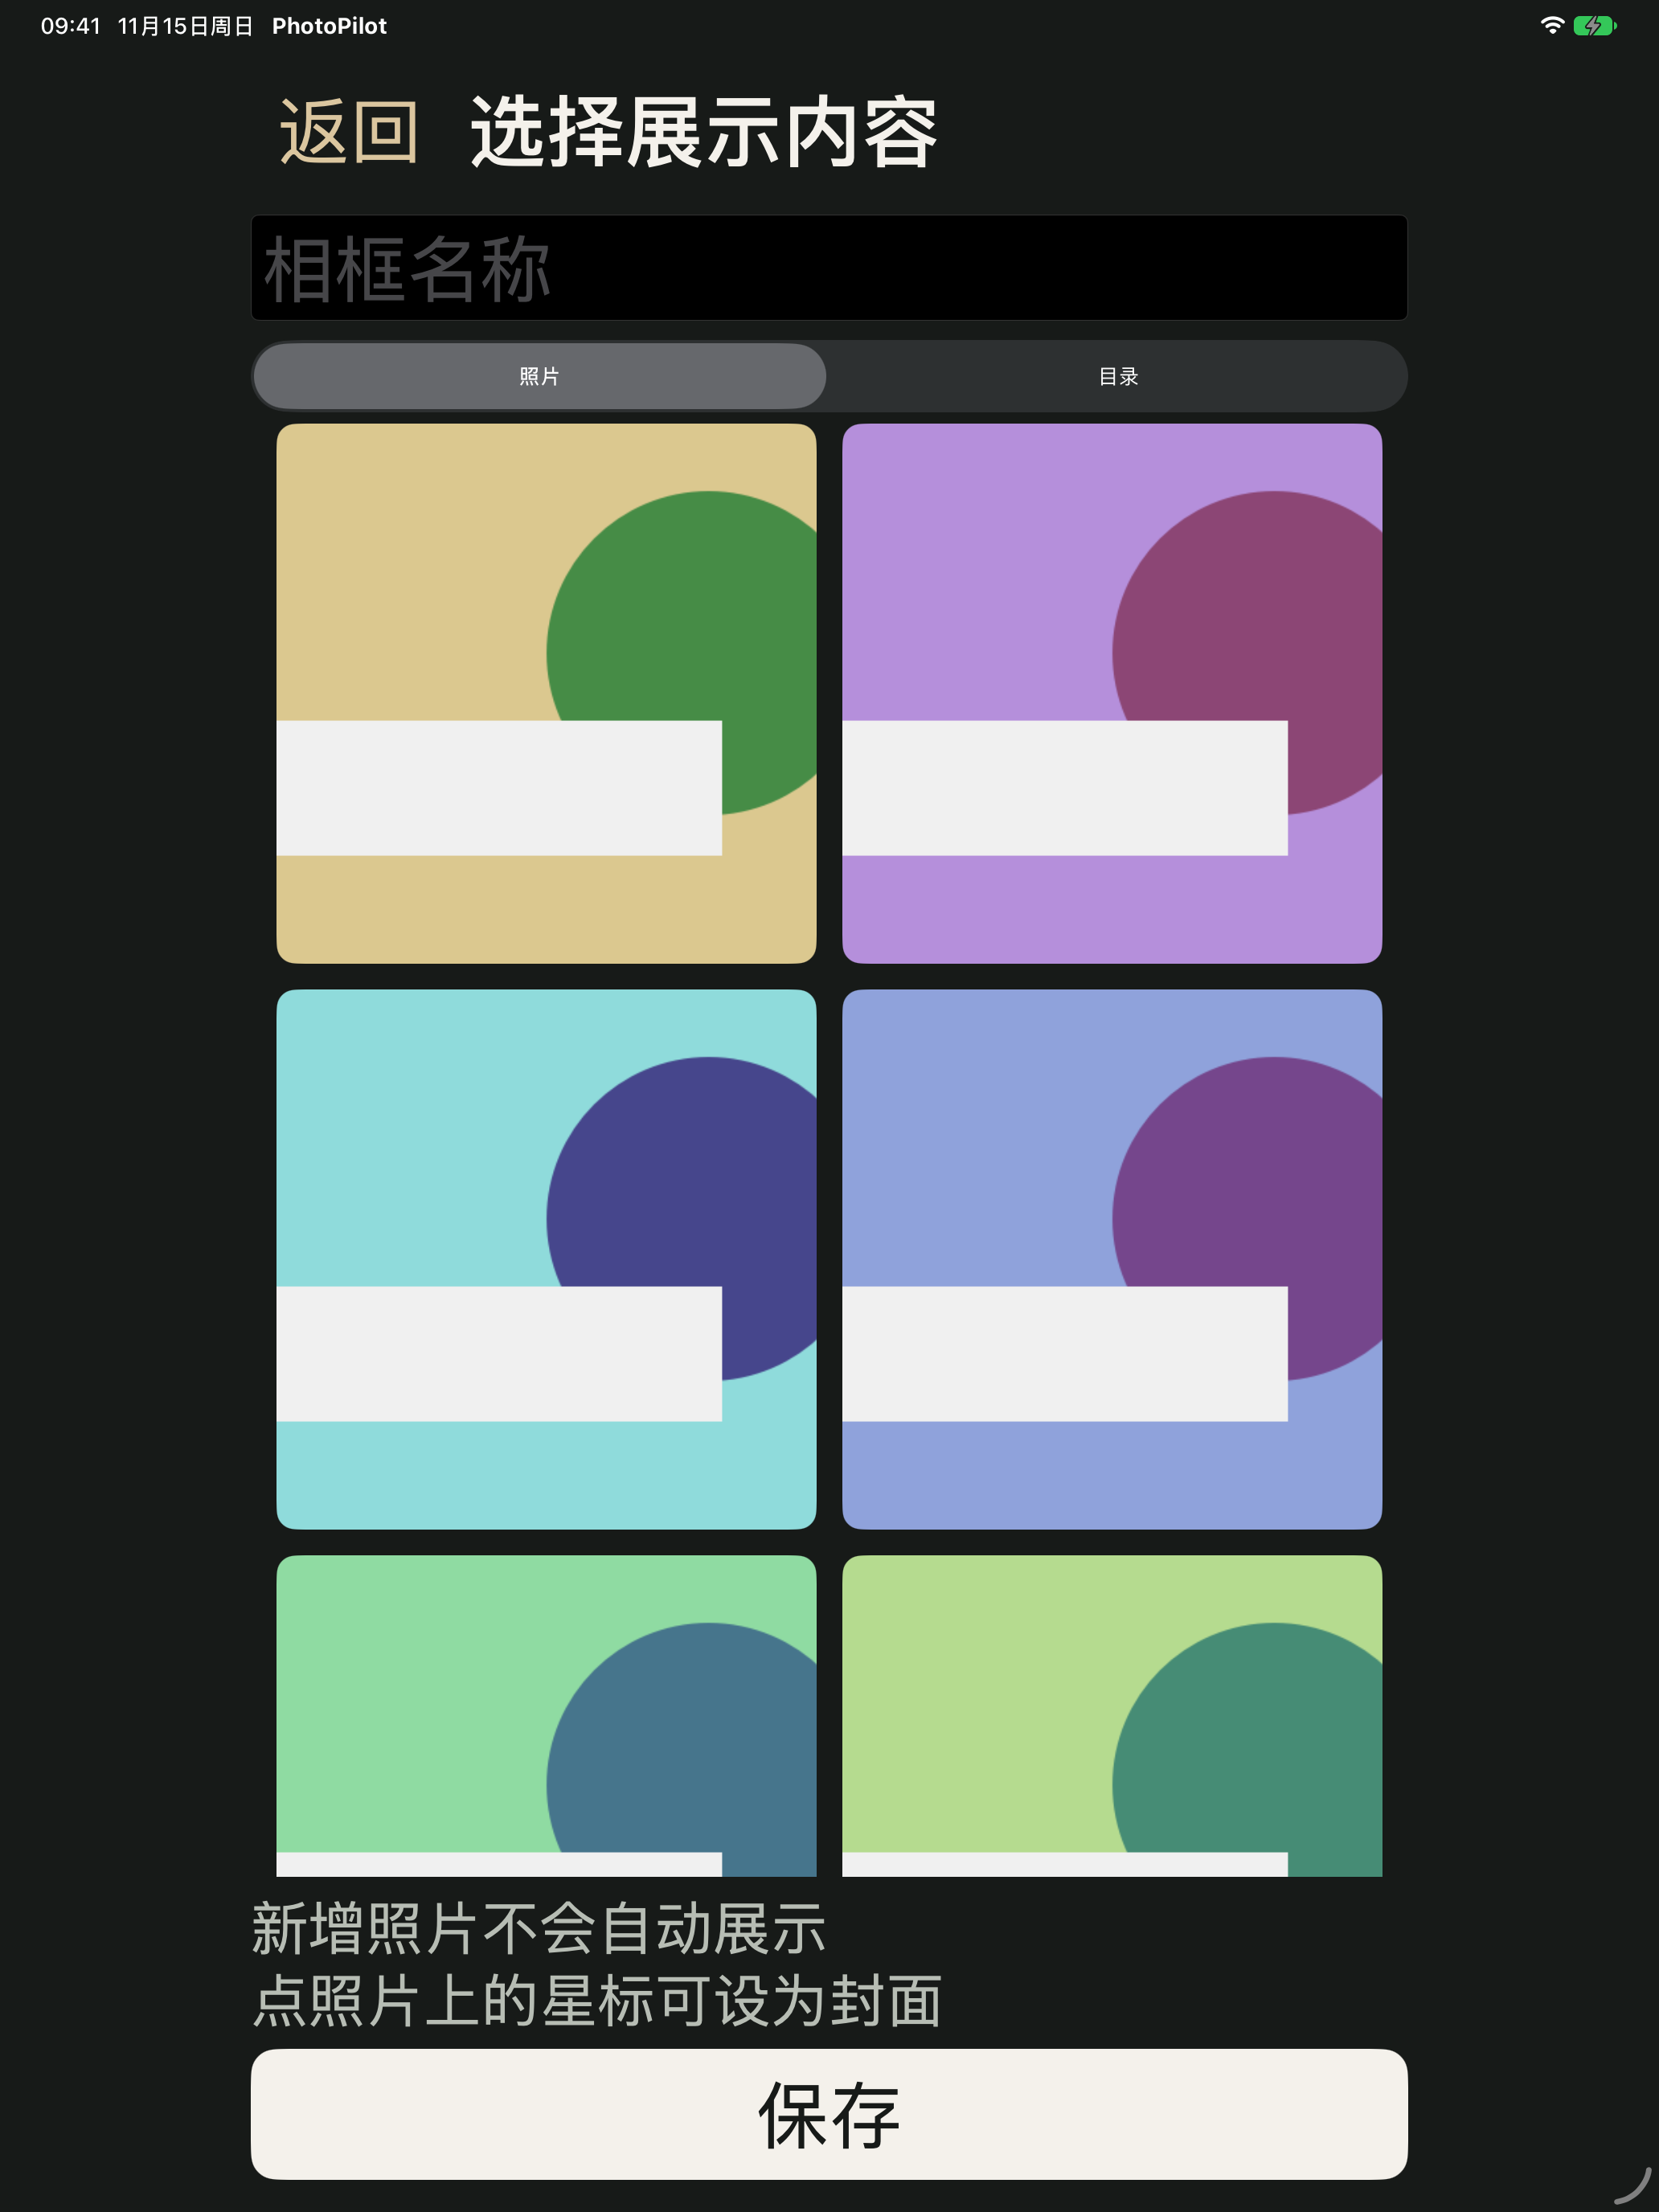 09:41 11月15日周日 PhotoPilot
返回 选择展示内容
相框名称
照片 目录
新增照片不会自动展示
点照片上的星标可设为封面
保存